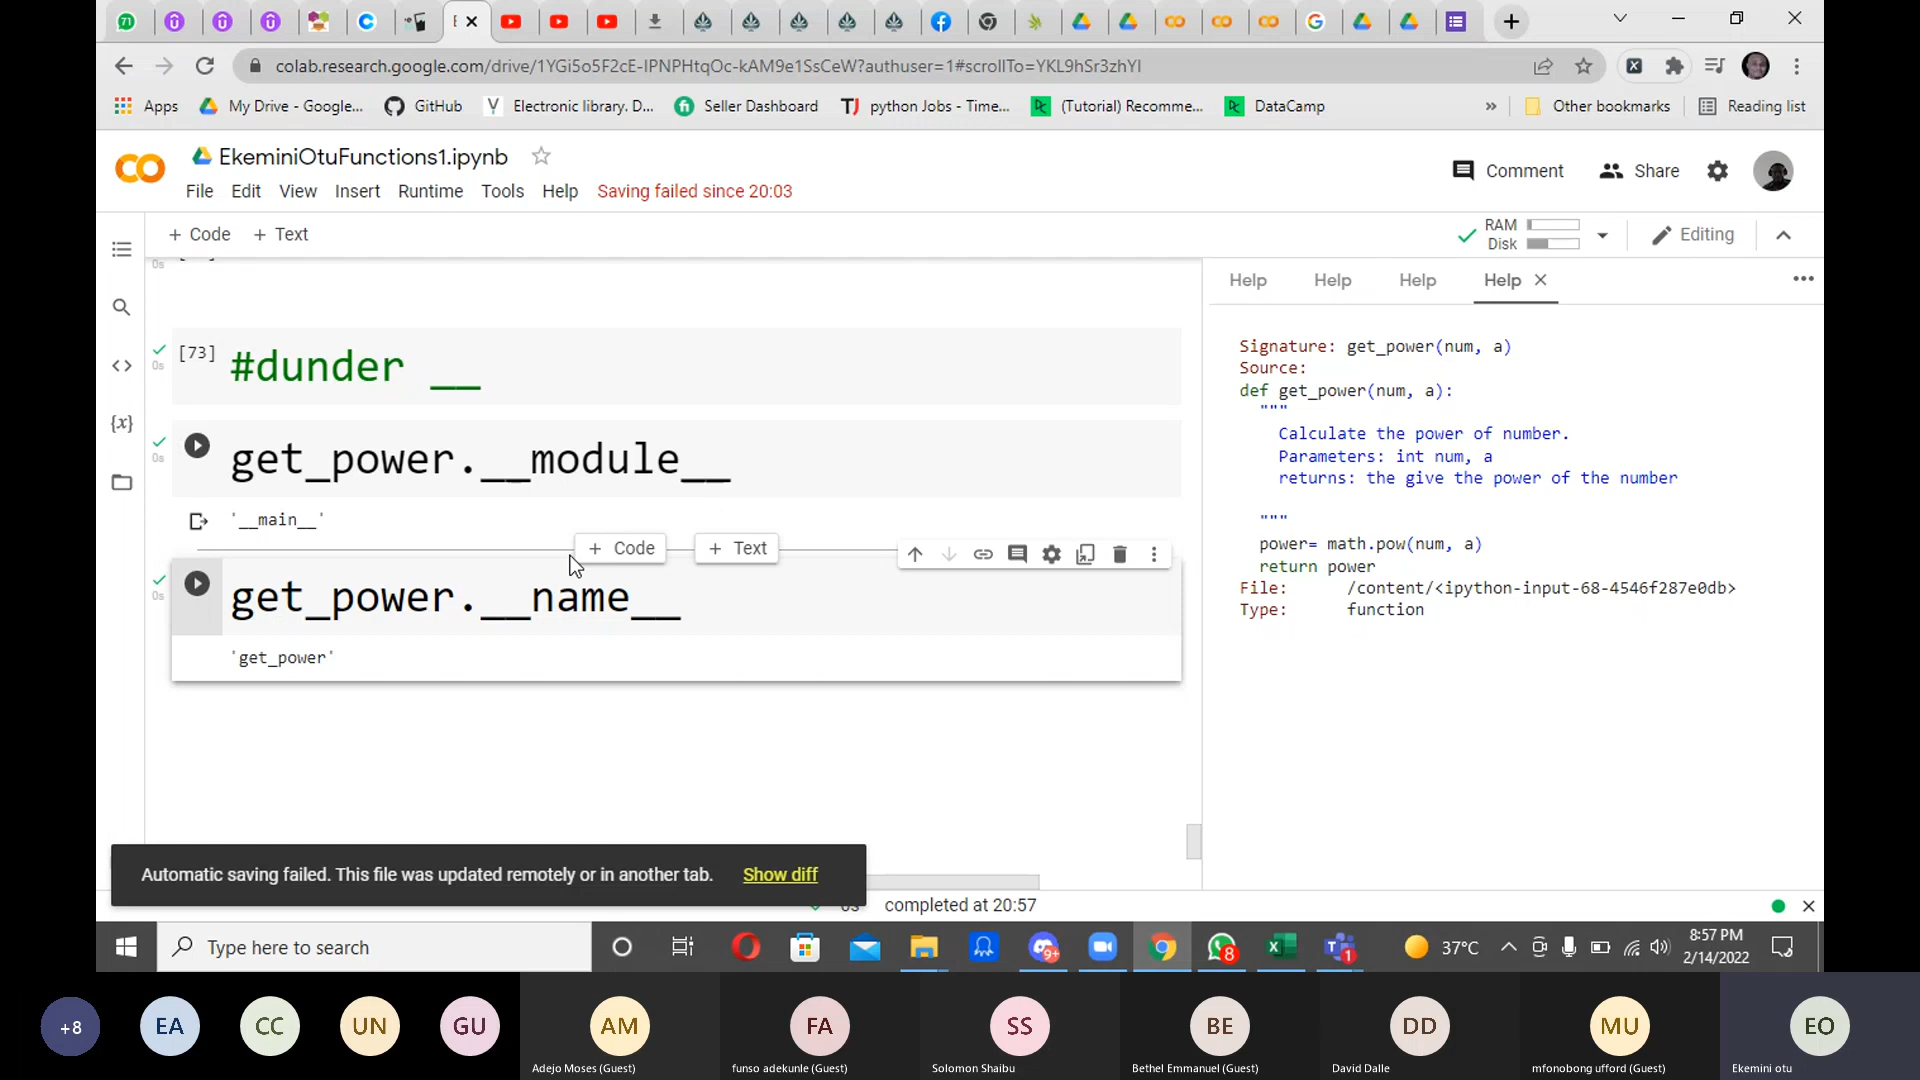 colab.research.google.com/drive/1YGi5o5F2cE-IPNPHtqOc-kAM9e1SsCeW?authuser=1#scrollTo=YKL9hSr3zhYI
Apps
My Drive - Google...
GitHub
Electronic library. D...
Seller Dashboard
python Jobs - Time...
(Tutorial) Recomme...
DataCamp
»
Other bookmarks
Reading list
EkeminiOtuFunctions1.ipynb
Comment
Share
File Edit View Insert Runtime Tools Help Saving failed since 20:03
+ Code + Text
RAM
Disk
Editing
Help Help Help Help
0s
[73] #dunder __
0s
get_power.__module__
0s
'__main__'
+ Code + Text
get_power.__name__
0s
'get_power'
Signature: get_power(num, a)
Source:
def get_power(num, a):
"""
Calculate the power of number.
Parameters: int num, a
returns: the give the power of the number
"""
power= math.pow(num, a)
return power
File: /content/<ipython-input-68-4546f287e0db>
Type: function
Automatic saving failed. This file was updated remotely or in another tab. Show diff
0s completed at 20:57
Type here to search
9+
8
1
37°C
8:57 PM
2/14/2022
+8
EA
CC
UN
GU
AM
FA
SS
BE
DD
MU
EO
Adejo Moses (Guest)
funso adekunle (Guest)
Solomon Shaibu
Bethel Emmanuel (Guest)
David Dalle
mfonobong ufford (Guest)
Ekemini otu